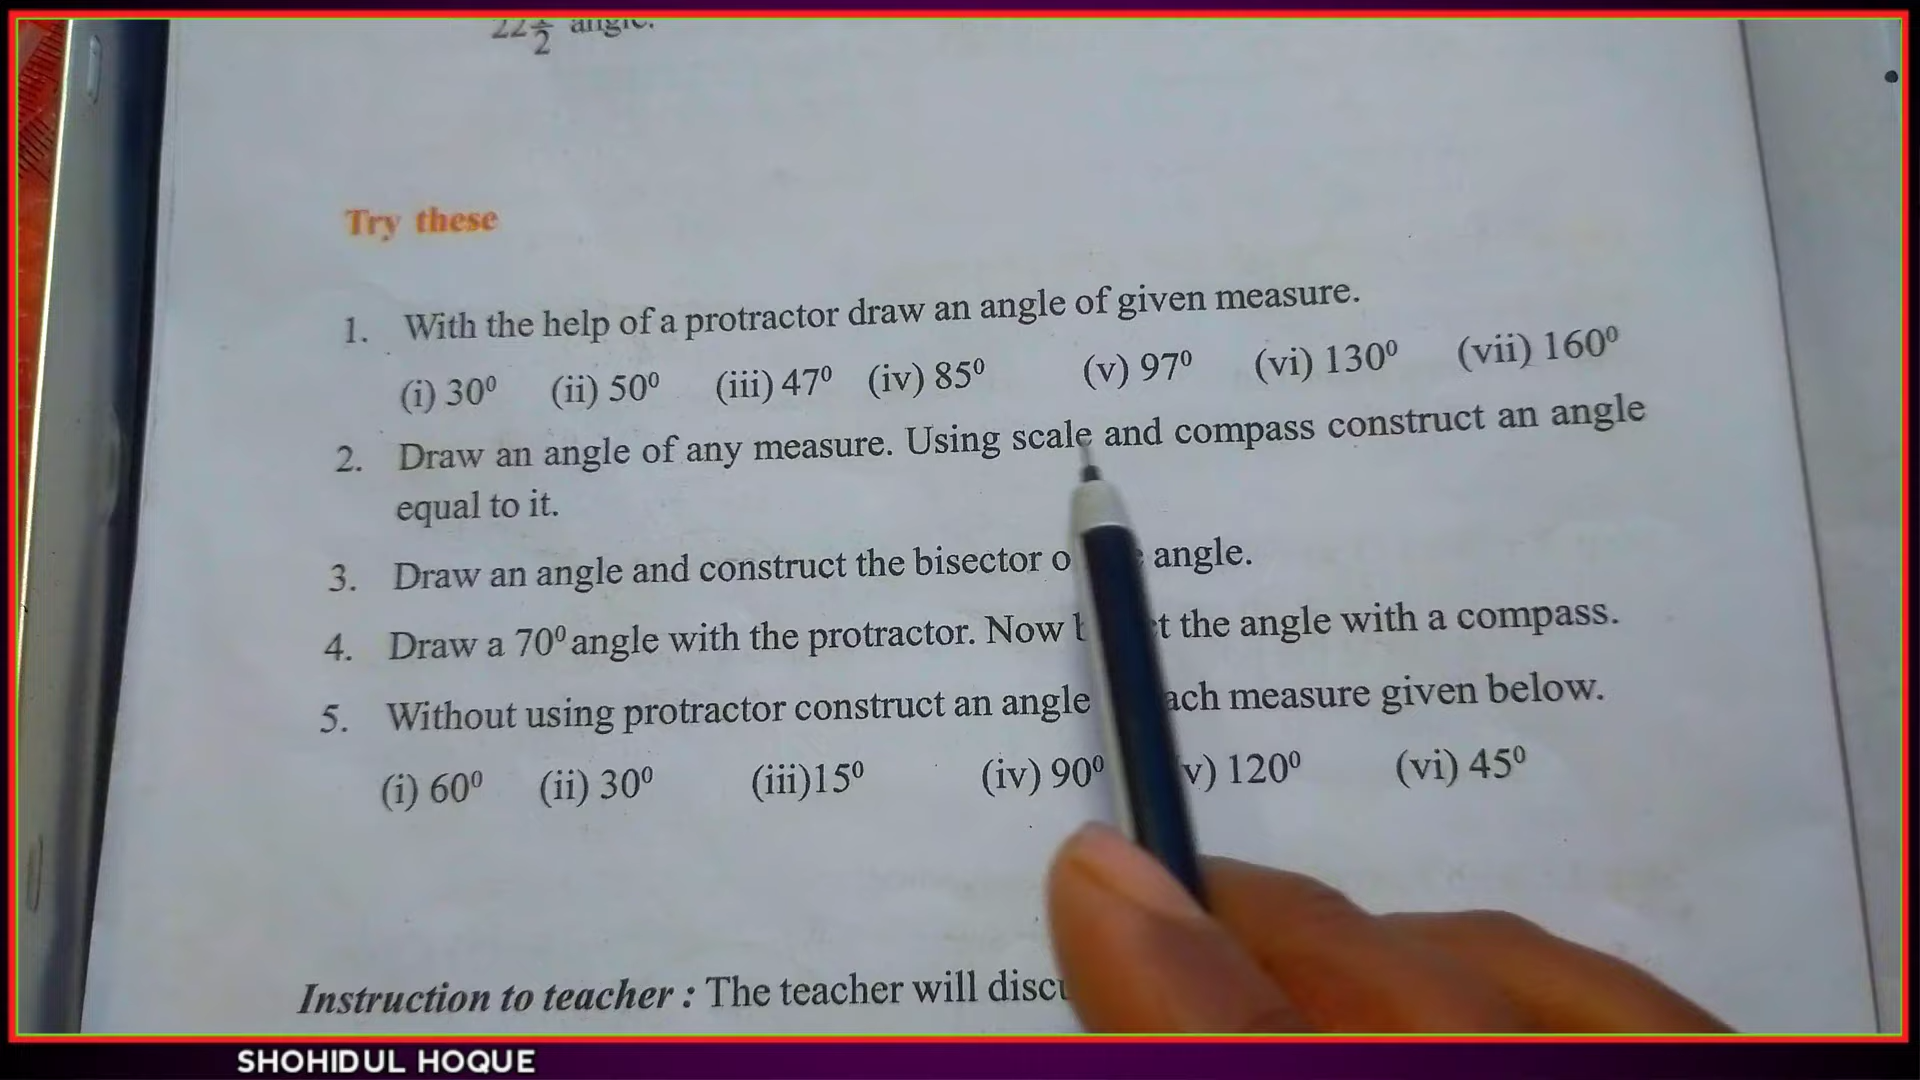 22½ angle.
Try these
1. With the help of a protractor draw an angle of given measure.
(i) 30⁰ (ii) 50⁰ (iii) 47⁰ (iv) 85⁰ (v) 97⁰ (vi) 130⁰ (vii) 160⁰
2. Draw an angle of any measure. Using scale and compass construct an angle
equal to it.
3. Draw an angle and construct the bisector angle.
4. Draw a 70⁰ angle with the protractor. Now the angle with a compass.
5. Without using protractor construct an angle measure given below.
(i) 60⁰ (ii) 30⁰ (iii)15⁰ (iv) 90⁰ v) 120⁰ (vi) 45⁰
Instruction to teacher : The teacher will
SHOHIDUL HOQUE